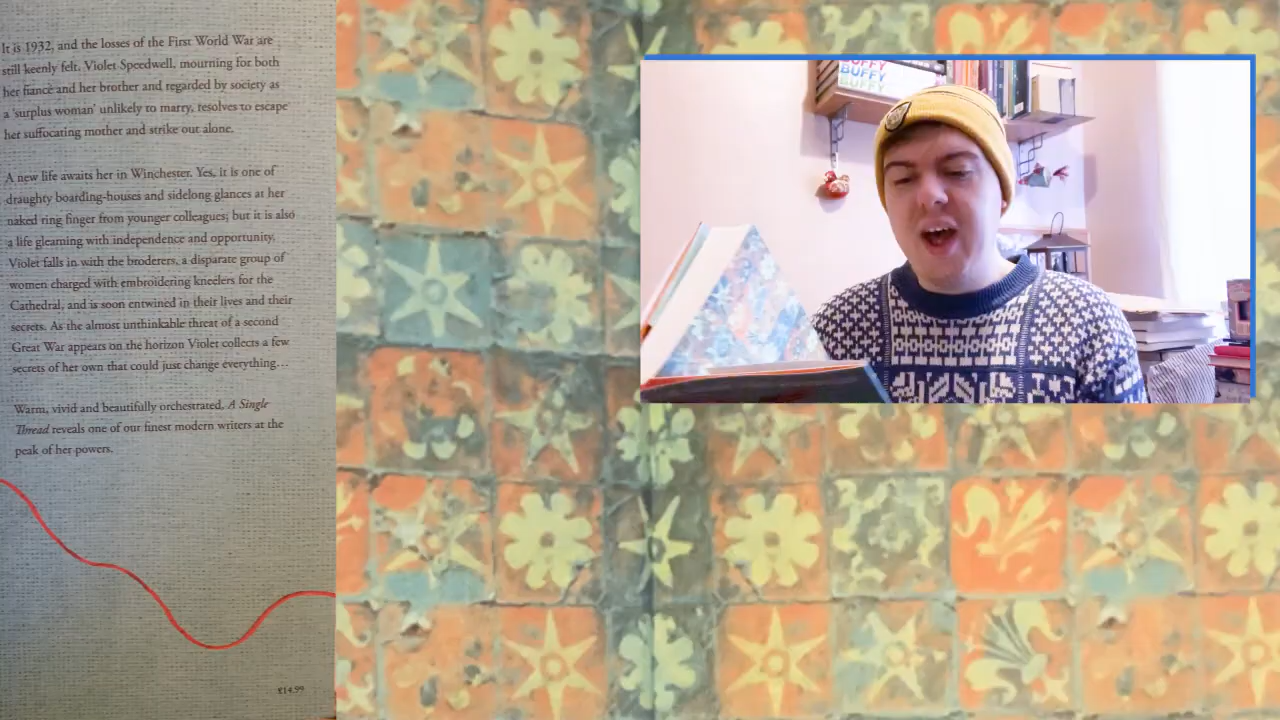 It is 1932, and the losses of the First World War are
still keenly felt. Violet Speedwell, mourning for both
her fiancé and her brother and regarded by society as
a 'surplus woman' unlikely to marry, resolves to escape
her suffocating mother and strike out alone.
A new life awaits her in Winchester. Yes, it is one of
draughty boarding-houses and sidelong glances at her
naked ring finger from younger colleagues; but it is also
a life gleaming with independence and opportunity.
Violet falls in with the broderers, a disparate group of
women charged with embroidering kneelers for the
Cathedral, and is soon entwined in their lives and their
secrets. As the almost unthinkable threat of a second
Great War appears on the horizon Violet collects a few
secrets of her own that could just change everything...
Warm, vivid and beautifully orchestrated, A Single
Thread reveals one of our finest modern writers at the
peak of her powers.
£14.99
BUFFY
BUFFY
BUFFY